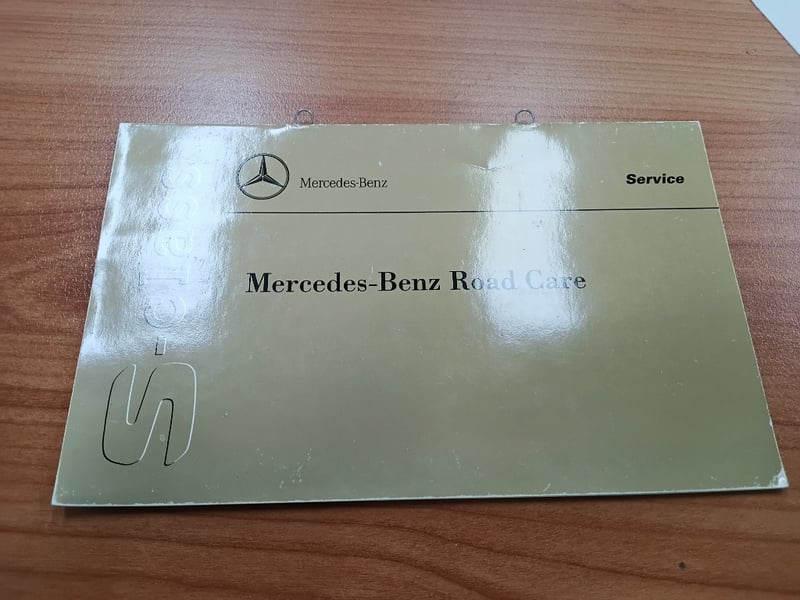 Mercedes-Benz
Service
Mercedes-Benz Road Care
S-class